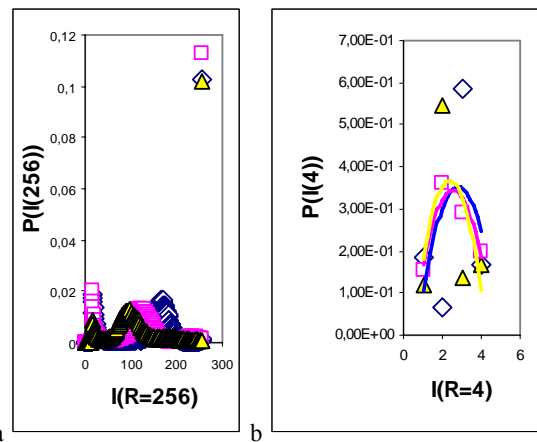 0,12
0,1
0,08
0,06
0,04
0,02
0
P(I(256))
0
100
200
300
I(R=256)
a
7,00E-01
6,00E-01
5,00E-01
4,00E-01
3,00E-01
2,00E-01
1,00E-01
0,00E+00
P(I(4))
0
2
4
6
I(R=4)
b